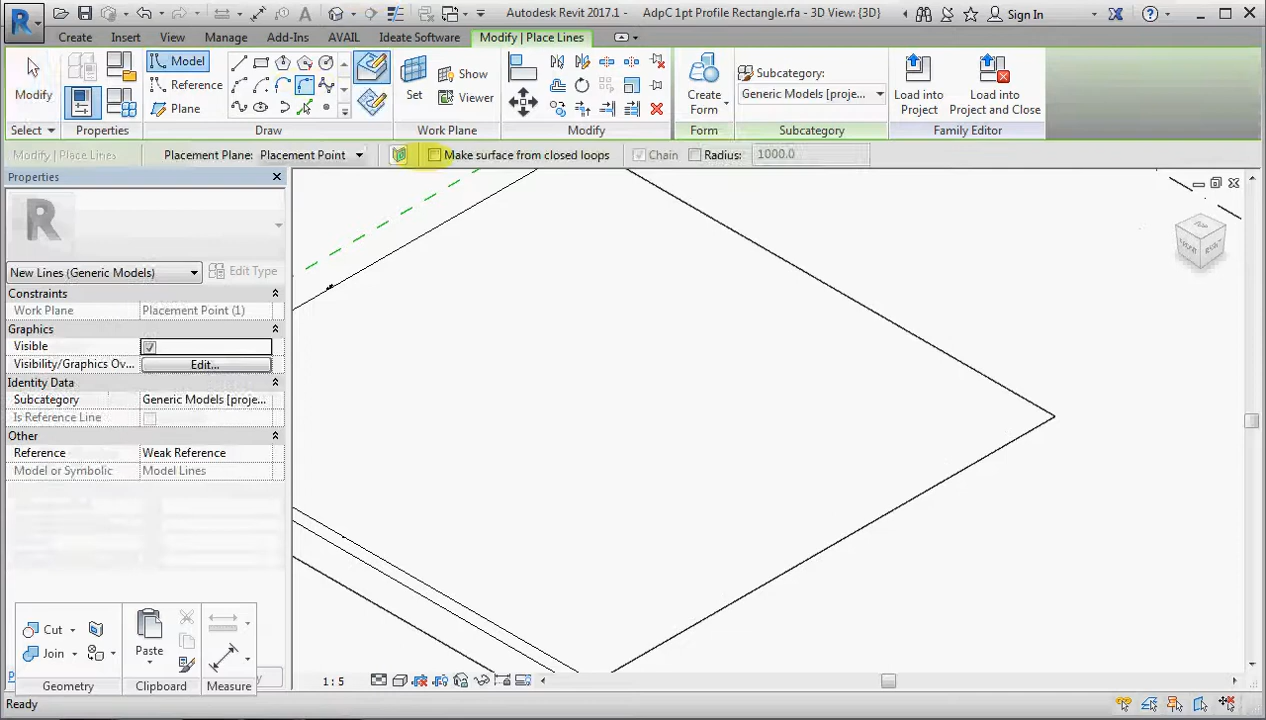 Autodesk Revit 2017.1 - AdpC 1pt Profile Rectangle.rfa - 3D View: {3D}
Sign In
Create Insert View Manage Add-Ins AVAIL Ideate Software Modify | Place Lines
Modify
Model
Reference
Plane
Set
Show
Viewer
Create
Form
Subcategory:
Generic Models [proje...
Load into
Project
Load into
Project and Close
Select Properties Draw Work Plane Modify Form Subcategory Family Editor
Modify | Place Lines Placement Plane: Placement Point Make surface from closed loops Chain Radius: 1000.0
Properties
New Lines (Generic Models) Edit Type
Constraints
Work Plane Placement Point (1)
Graphics
Visible
Visibility/Graphics Ov... Edit...
Identity Data
Subcategory Generic Models [proje...
Is Reference Line
Other
Reference Weak Reference
Model or Symbolic Model Lines
Cut
Join
Paste
Geometry Clipboard Measure
1 : 5
Ready